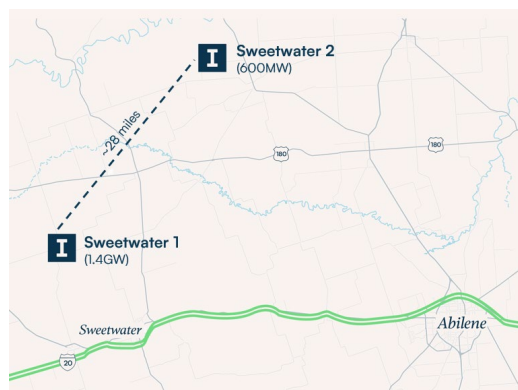 I
Sweetwater 2
(600MW)
~28 miles
180
180
I
Sweetwater 1
(1.4GW)
Sweetwater
Abilene
20